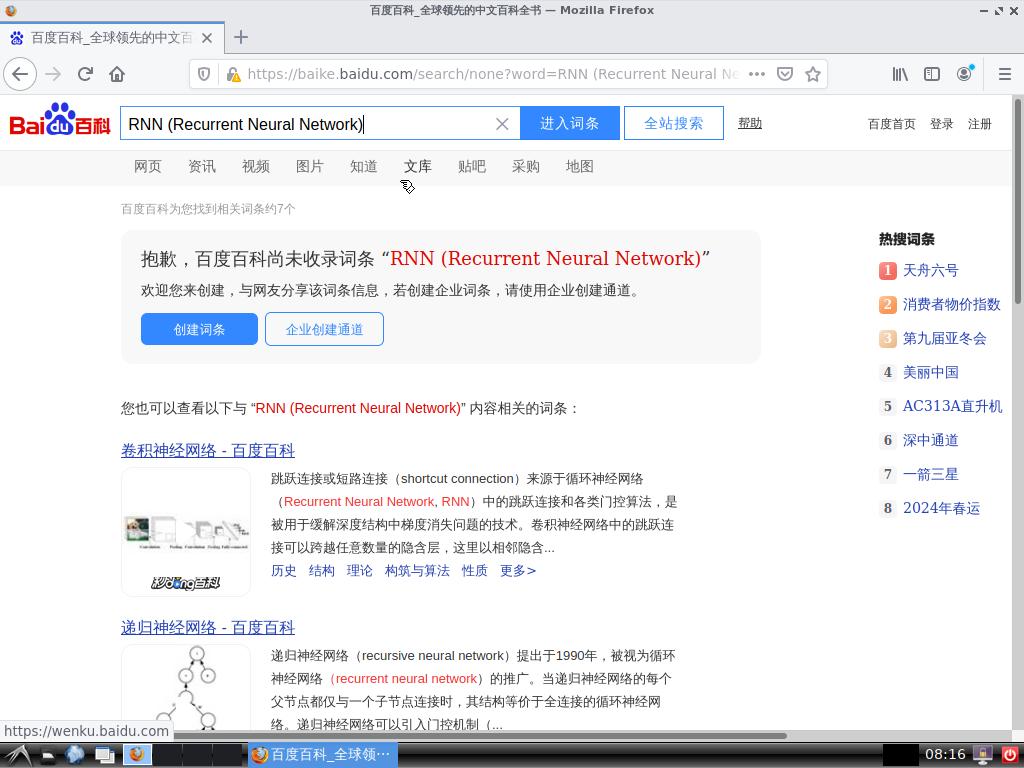 百度百科_全球领先的中文百科全书 — Mozilla Firefox
百度百科_全球领先的中文百
https://baike.baidu.com/search/none?word=RNN (Recurrent Neural Ne
Bai du 百科
RNN (Recurrent Neural Network)
进入词条
全站搜索
帮助
百度首页 登录 注册
网页 资讯 视频 图片 知道 文库 贴吧 采购 地图
百度百科为您找到相关词条约7个
抱歉，百度百科尚未收录词条 “RNN (Recurrent Neural Network)”
欢迎您来创建，与网友分享该词条信息，若创建企业词条，请使用企业创建通道。
创建词条 企业创建通道
您也可以查看以下与 “RNN (Recurrent Neural Network)” 内容相关的词条：
卷积神经网络 - 百度百科
跳跃连接或短路连接（shortcut connection）来源于循环神经网络
（Recurrent Neural Network, RNN）中的跳跃连接和各类门控算法，是
被用于缓解深度结构中梯度消失问题的技术。卷积神经网络中的跳跃连
接可以跨越任意数量的隐含层，这里以相邻隐含...
历史 结构 理论 构筑与算法 性质 更多>
秒dong百科
递归神经网络 - 百度百科
递归神经网络（recursive neural network）提出于1990年，被视为循环
神经网络（recurrent neural network）的推广。当递归神经网络的每个
父节点都仅与一个子节点连接时，其结构等价于全连接的循环神经网
络。递归神经网络可以引入门控机制（...
热搜词条
1 天舟六号
2 消费者物价指数
3 第九届亚冬会
4 美丽中国
5 AC313A直升机
6 深中通道
7 一箭三星
8 2024年春运
https://wenku.baidu.com
百度百科_全球领…
08:16